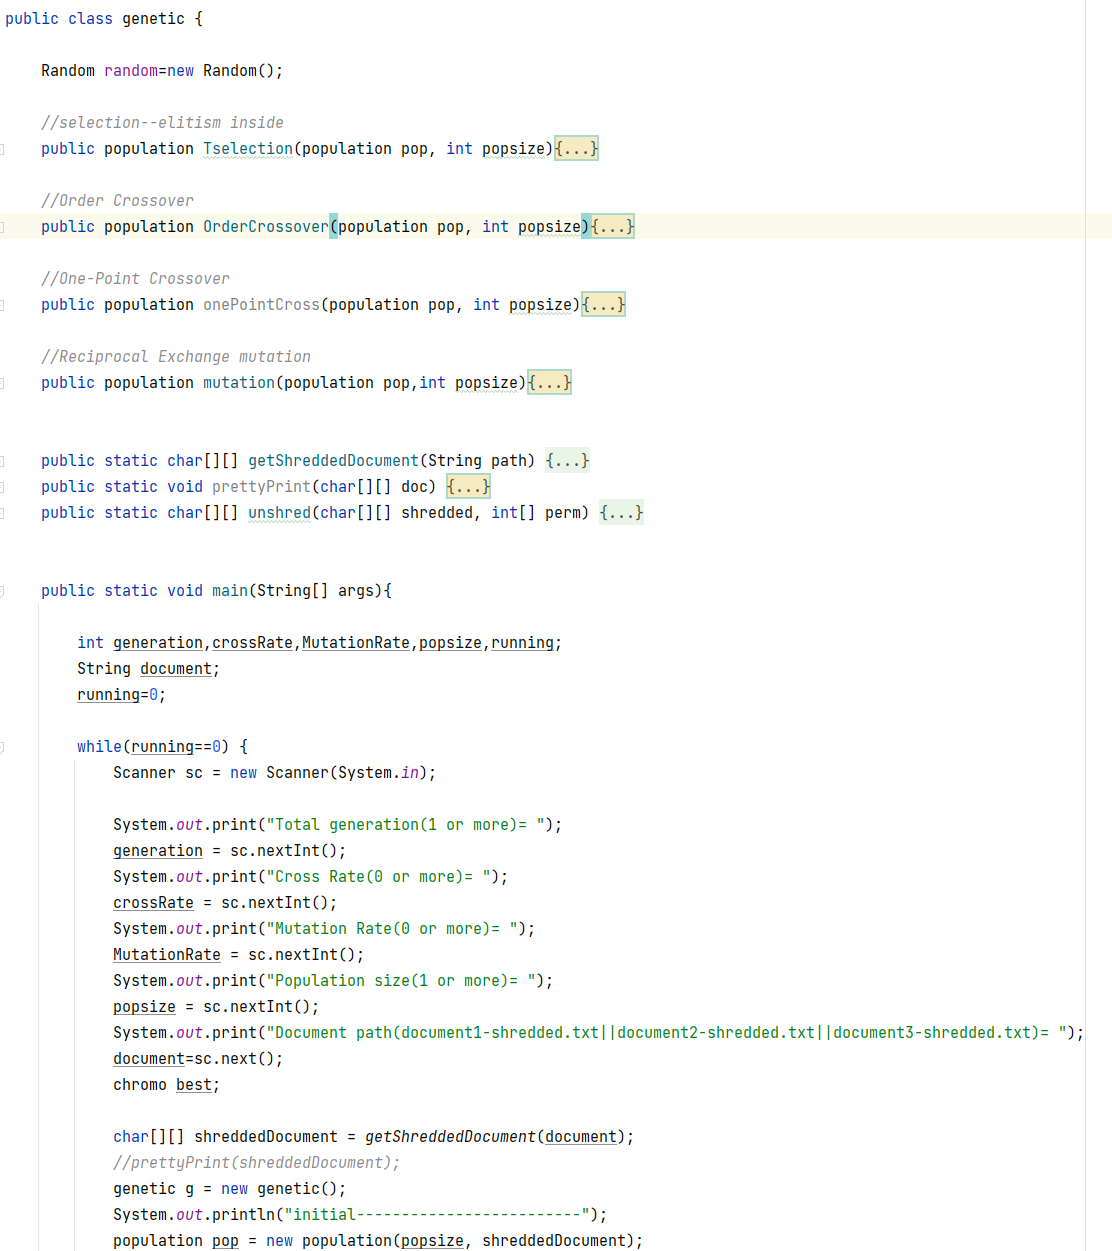 public class genetic {
Random random=new Random();
//selection--elitism inside
public population Tselection(population pop, int popsize){...}
//Order Crossover
public population OrderCrossover(population pop, int popsize){...}
//One-Point Crossover
public population onePointCross(population pop, int popsize){...}
//Reciprocal Exchange mutation
public population mutation(population pop,int popsize){...}
public static char[][] getShreddedDocument(String path) {...}
public static void prettyPrint(char[][] doc) {...}
public static char[][] unshred(char[][] shredded, int[] perm) {...}
public static void main(String[] args){
int generation,crossRate,MutationRate,popsize,running;
String document;
running=0;
while(running==0) {
Scanner sc = new Scanner(System.in);
System.out.print("Total generation(1 or more)= ");
generation = sc.nextInt();
System.out.print("Cross Rate(0 or more)= ");
crossRate = sc.nextInt();
System.out.print("Mutation Rate(0 or more)= ");
MutationRate = sc.nextInt();
System.out.print("Population size(1 or more)= ");
popsize = sc.nextInt();
System.out.print("Document path(document1-shredded.txt||document2-shredded.txt||document3-shredded.txt)= ");
document=sc.next();
chromo best;
char[][] shreddedDocument = getShreddedDocument(document);
//prettyPrint(shreddedDocument);
genetic g = new genetic();
System.out.println("initial-------------------------");
population pop = new population(popsize, shreddedDocument);